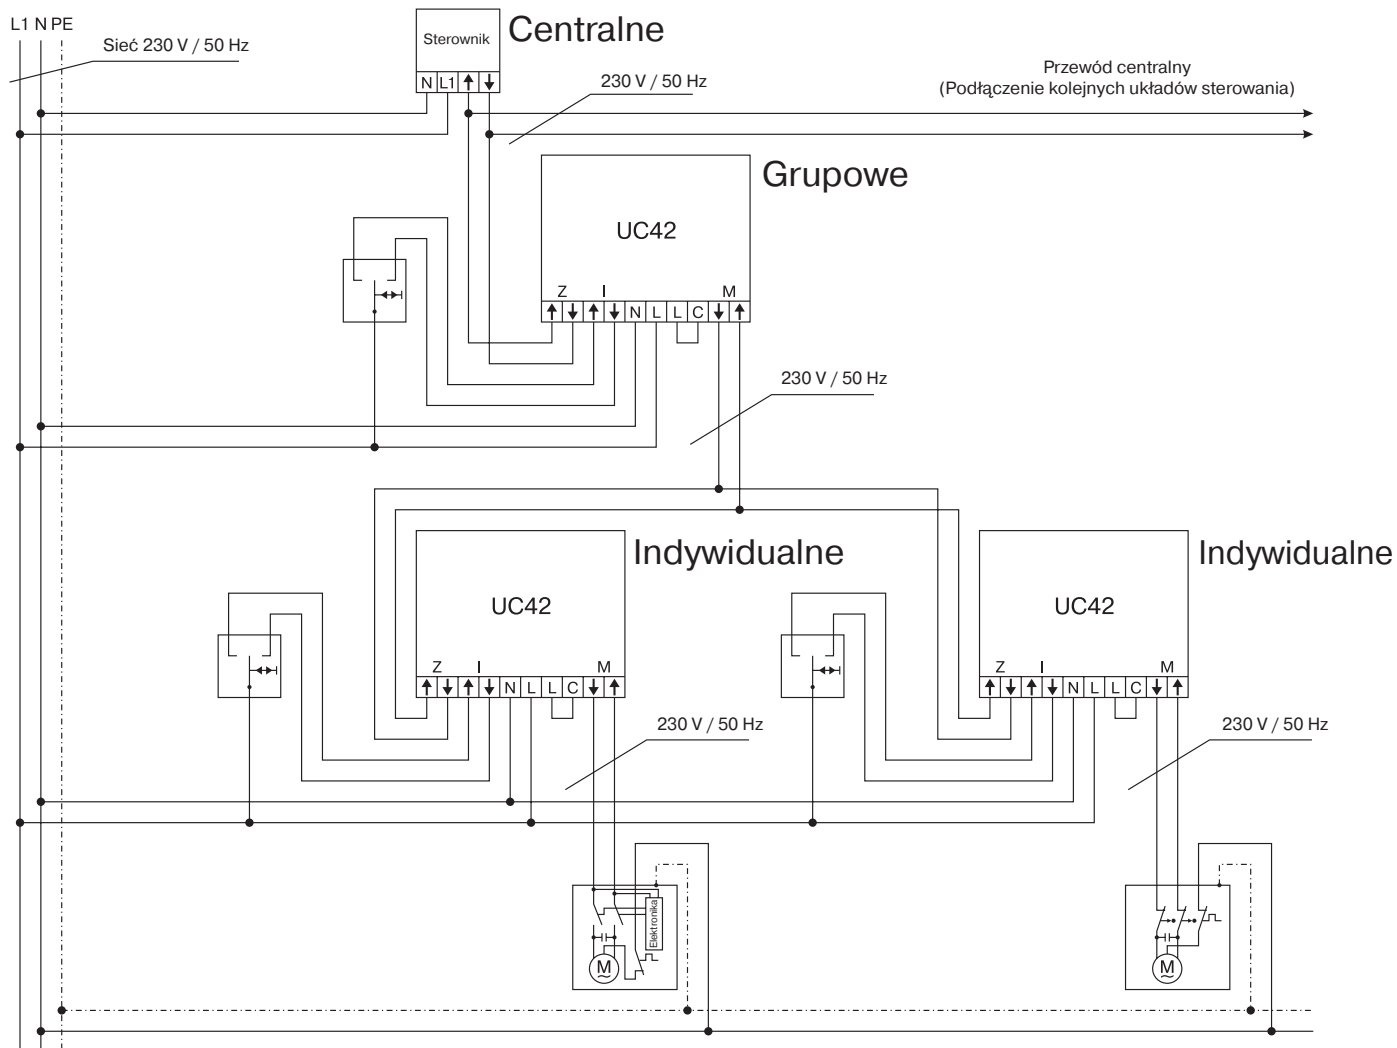 L1 N PE
Sieć 230 V / 50 Hz
Sterownik
Centralne
N L1 ↑ ↓
230 V / 50 Hz
Przewód centralny
(Podłączenie kolejnych układów sterowania)
Grupowe
UC42
Z I M
↑ ↓ ↑ ↓ N L L C ↓ ↑
230 V / 50 Hz
Indywidualne
UC42
Z I M
↑ ↓ ↑ ↓ N L L C ↓ ↑
230 V / 50 Hz
Elektronika
M
~
Indywidualne
UC42
Z I M
↑ ↓ ↑ ↓ N L L C ↓ ↑
230 V / 50 Hz
M
~